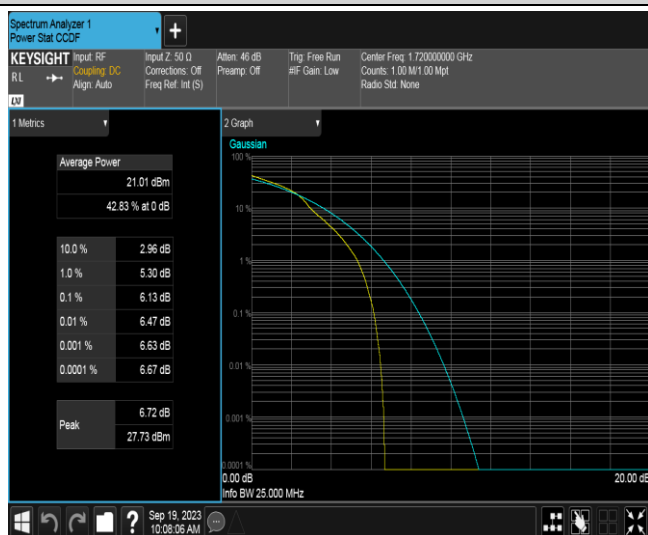 Spectrum Analyzer 1
Power Stat CCDF
+
KEYSIGHT
RL
LXI
Input: RF
Coupling: DC
Align: Auto
Input Z: 50 Ω
Corrections: Off
Freq Ref: Int (S)
Atten: 46 dB
Preamp: Off
Trig: Free Run
#IF Gain: Low
Center Freq: 1.720000000 GHz
Counts: 1.00 M/1.00 Mpt
Radio Std: None
1 Metrics
Average Power
21.01 dBm
42.83 % at 0 dB
10.0 % 2.96 dB
1.0 % 5.30 dB
0.1 % 6.13 dB
0.01 % 6.47 dB
0.001 % 6.63 dB
0.0001 % 6.67 dB
Peak
6.72 dB
27.73 dBm
2 Graph
Gaussian
100 %
10 %
1 %
0.1 %
0.01 %
0.001 %
0.0001 %
0.00 dB
20.00 dB
Info BW 25.000 MHz
?
Sep 19, 2023
10:08:06 AM